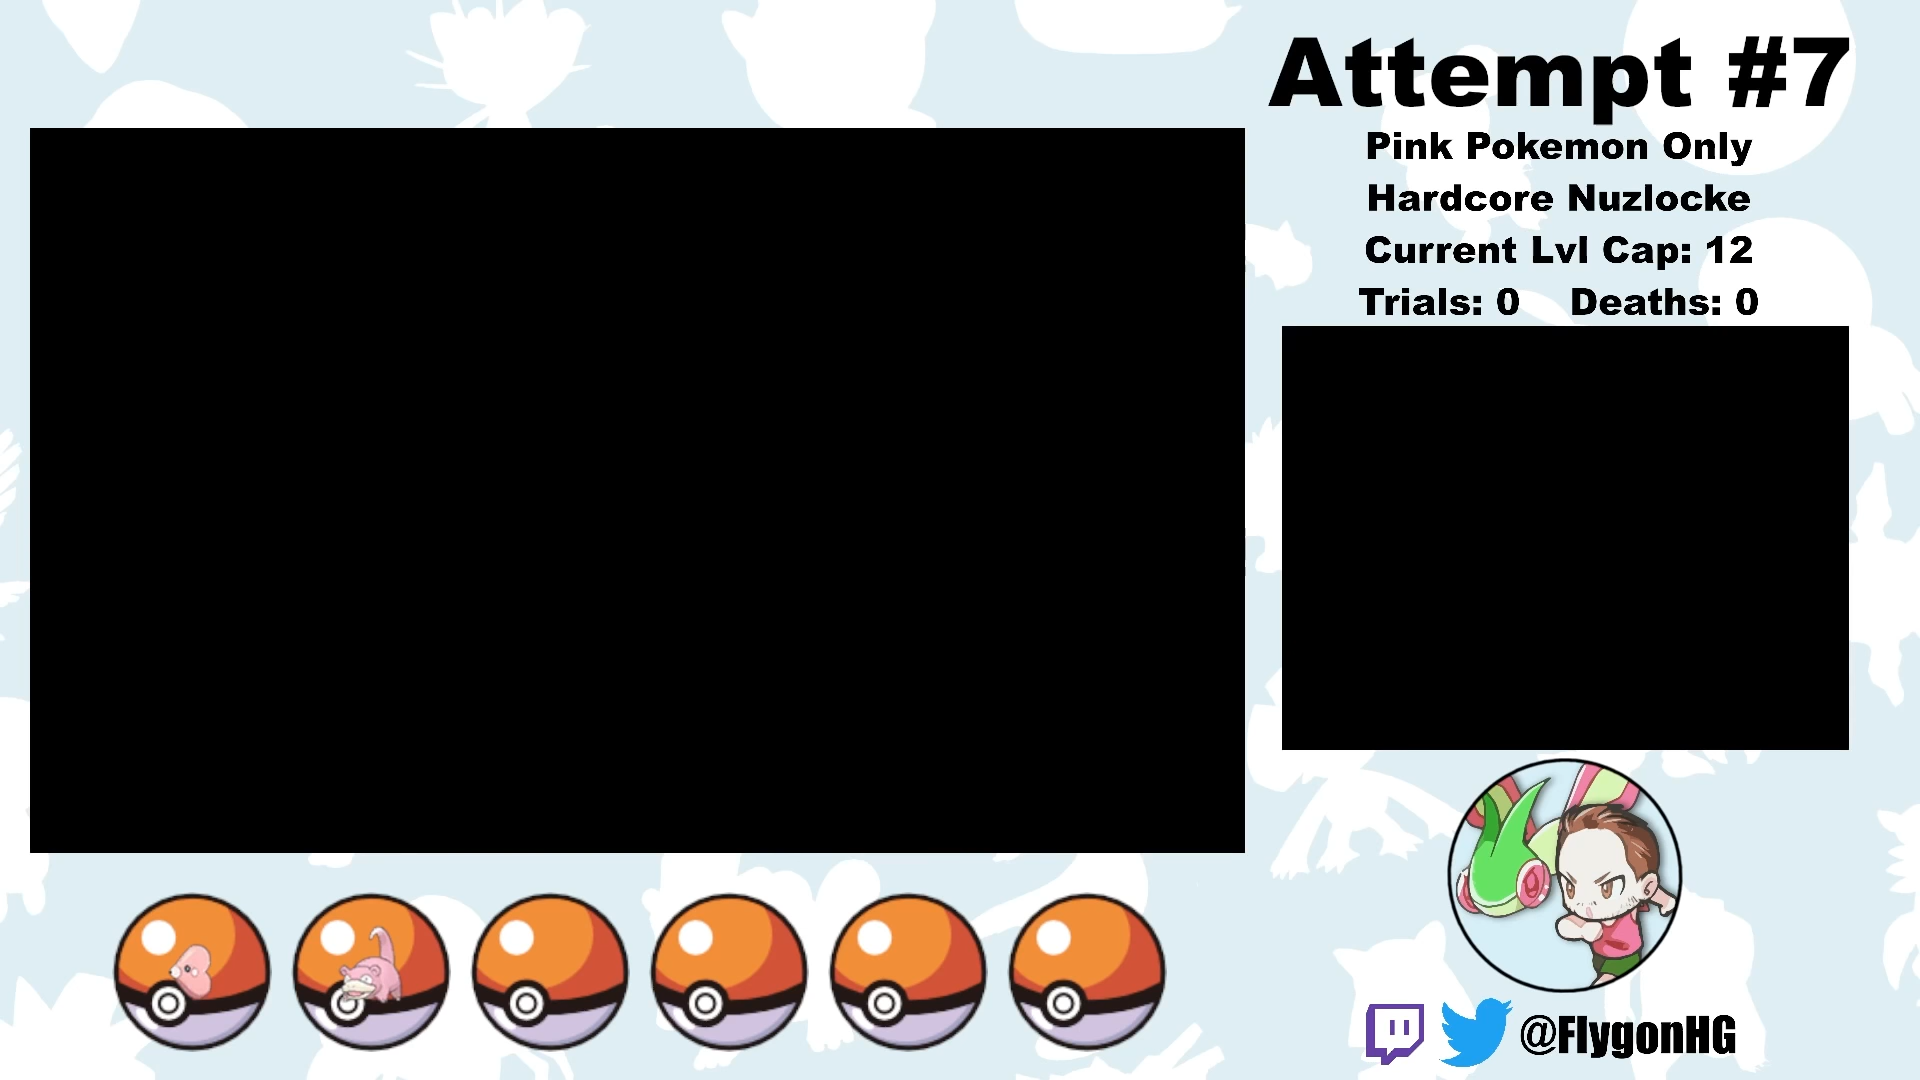 Attempt #7
Pink Pokemon Only
Hardcore Nuzlocke
Current Lvl Cap: 12
Trials: 0 Deaths: 0
@FlygonHG